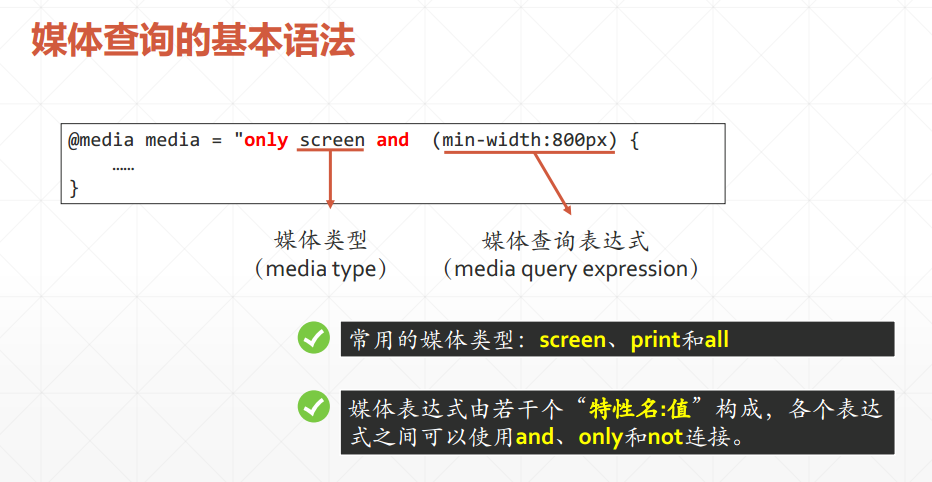 媒体查询的基本语法
@media media = "only screen and (min-width:800px) {
……
}
媒体类型
（media type）
媒体查询表达式
（media query expression）
常用的媒体类型：screen、print和all
媒体表达式由若干个“特性名:值”构成，各个表达
式之间可以使用and、only和not连接。